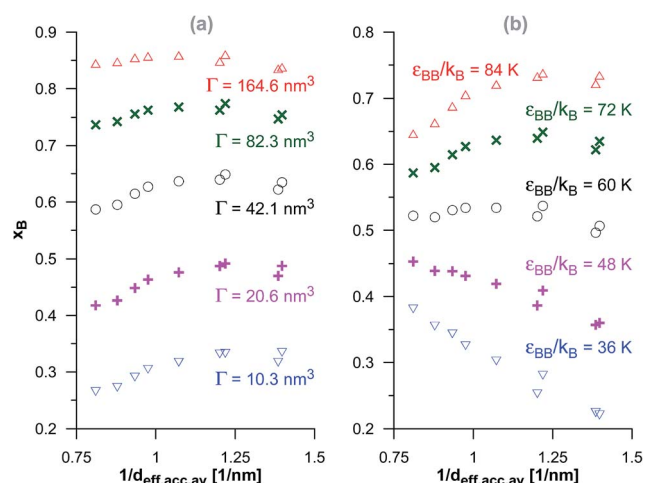 (a)
(b)
0.9
0.8
0.7
0.6
0.5
0.4
0.3
0.2
x_B
Γ = 164.6 nm³
Γ = 82.3 nm³
Γ = 42.1 nm³
Γ = 20.6 nm³
Γ = 10.3 nm³
0.75 1 1.25 1.5
1/d_eff,acc,av [1/nm]
0.8
0.7
0.6
0.5
0.4
0.3
0.2
ε_BB/k_B = 84 K
ε_BB/k_B = 72 K
ε_BB/k_B = 60 K
ε_BB/k_B = 48 K
ε_BB/k_B = 36 K
0.75 1 1.25 1.5
1/d_eff,acc,av [1/nm]